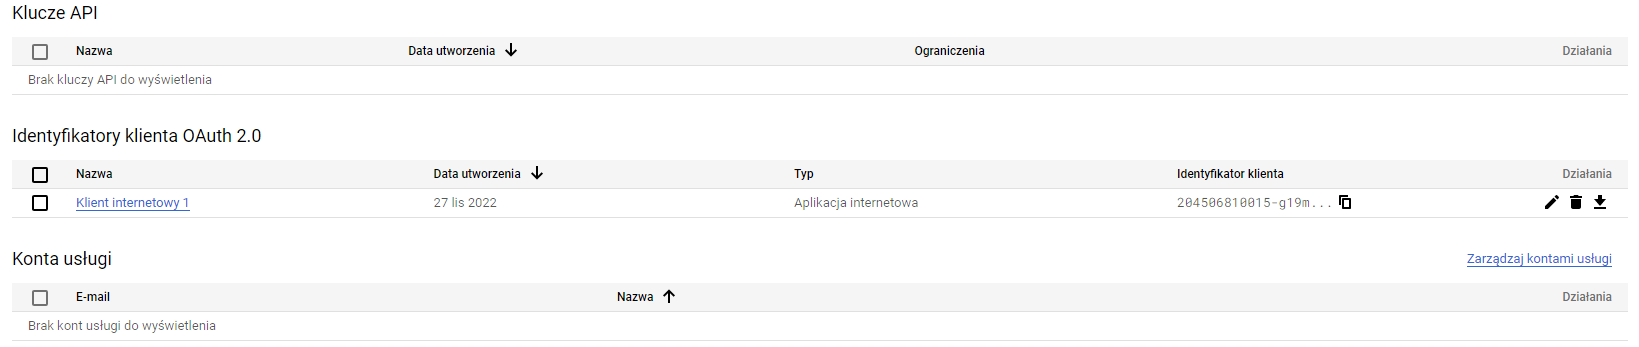 Klucze API
Nazwa Data utworzenia Ograniczenia Działania
Brak kluczy API do wyświetlenia
Identyfikatory klienta OAuth 2.0
Nazwa Data utworzenia Typ Identyfikator klienta Działania
Klient internetowy 1 27 lis 2022 Aplikacja internetowa 204506810015-g19m...
Konta usługi Zarządzaj kontami usługi
E-mail Nazwa Działania
Brak kont usługi do wyświetlenia